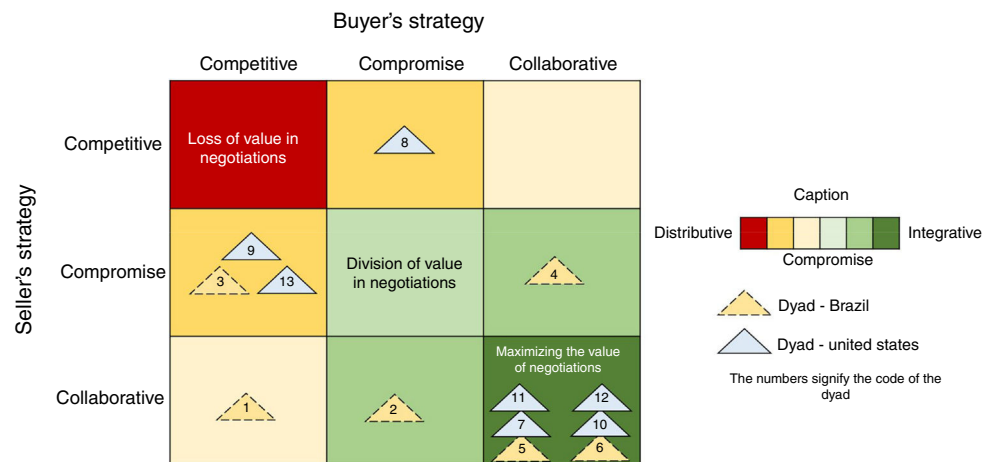 Buyer's strategy
Competitive
Compromise
Collaborative
Seller's strategy
Competitive
Loss of value in
negotiations
8
Compromise
9
3
13
Division of value
in negotiations
4
Collaborative
1
2
Maximizing the value
of negotiations
11
12
7
10
5
6
Caption
Distributive
Integrative
Compromise
Dyad - Brazil
Dyad - united states
The numbers signify the code of the
dyad